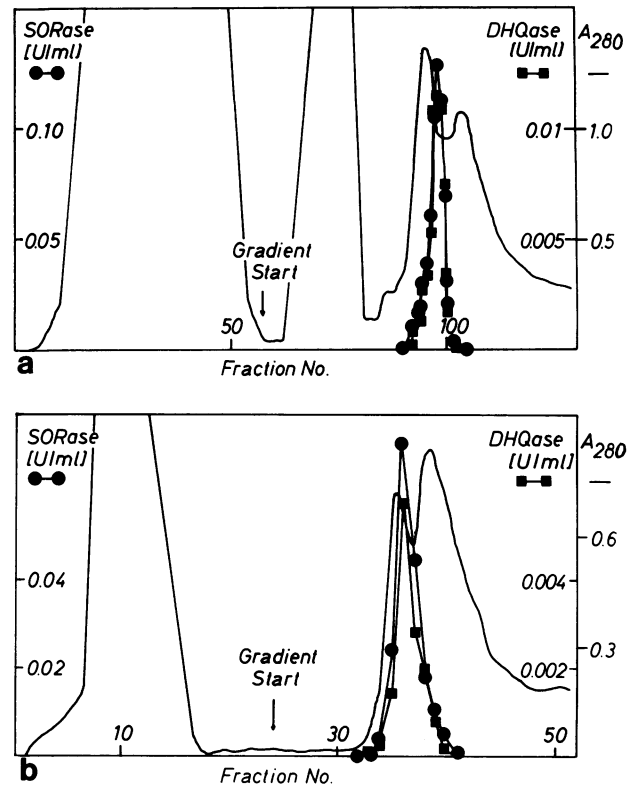 SORase
[U/ml]
DHQase
[U/ml]
A280
0.10
0.05
0.01
1.0
0.005
0.5
Gradient
Start
50
100
a
Fraction No.
SORase
[U/ml]
DHQase
[U/ml]
A280
0.04
0.02
0.6
0.004
0.3
0.002
Gradient
Start
10
30
50
b
Fraction No.